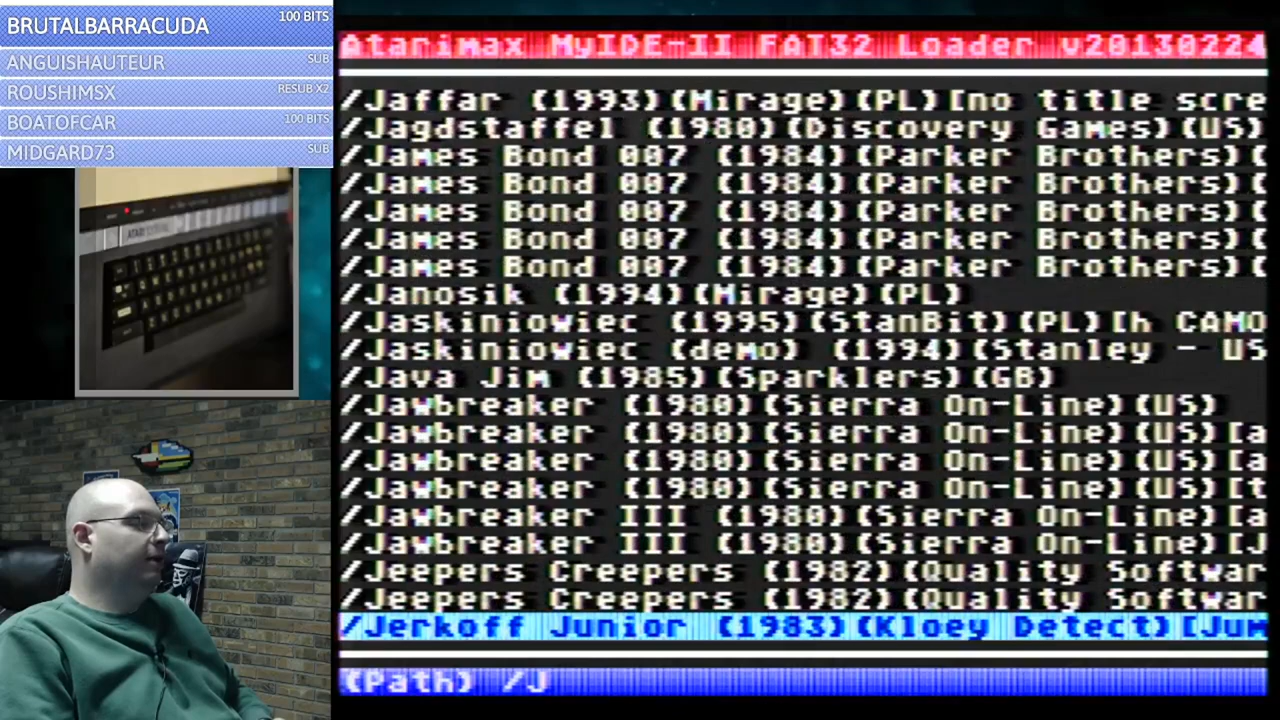 BRUTALBARRACUDA 100 BITS
ANGUISHAUTEUR SUB
ROUSHIMSX RESUB X2
BOATOFCAR 100 BITS
MIDGARD73 SUB
Atarimax MyIDE-II FAT32 Loader v20130224
/Jaffar (1993)(Mirage)(PL)[no title scre
/Jagdstaffel (1980)(Discovery Games)(US)
/James Bond 007 (1984)(Parker Brothers)(
/James Bond 007 (1984)(Parker Brothers)(
/James Bond 007 (1984)(Parker Brothers)(
/James Bond 007 (1984)(Parker Brothers)(
/James Bond 007 (1984)(Parker Brothers)(
/Janosik (1994)(Mirage)(PL)
/Jaskiniowiec (1995)(StanBit)(PL)[h CAMO
/Jaskiniowiec (demo) (1994)(Stanley - US
/Java Jim (1985)(Sparklers)(GB)
/Jawbreaker (1980)(Sierra On-Line)(US)
/Jawbreaker (1980)(Sierra On-Line)(US)[a
/Jawbreaker (1980)(Sierra On-Line)(US)[a
/Jawbreaker (1980)(Sierra On-Line)(US)[t
/Jawbreaker III (1980)(Sierra On-Line)[a
/Jawbreaker III (1980)(Sierra On-Line)[J
/Jeepers Creepers (1982)(Quality Softwar
/Jeepers Creepers (1982)(Quality Softwar
/Jerkoff Junior (1983)(Kloey Detect)[Jum
(Path) /J